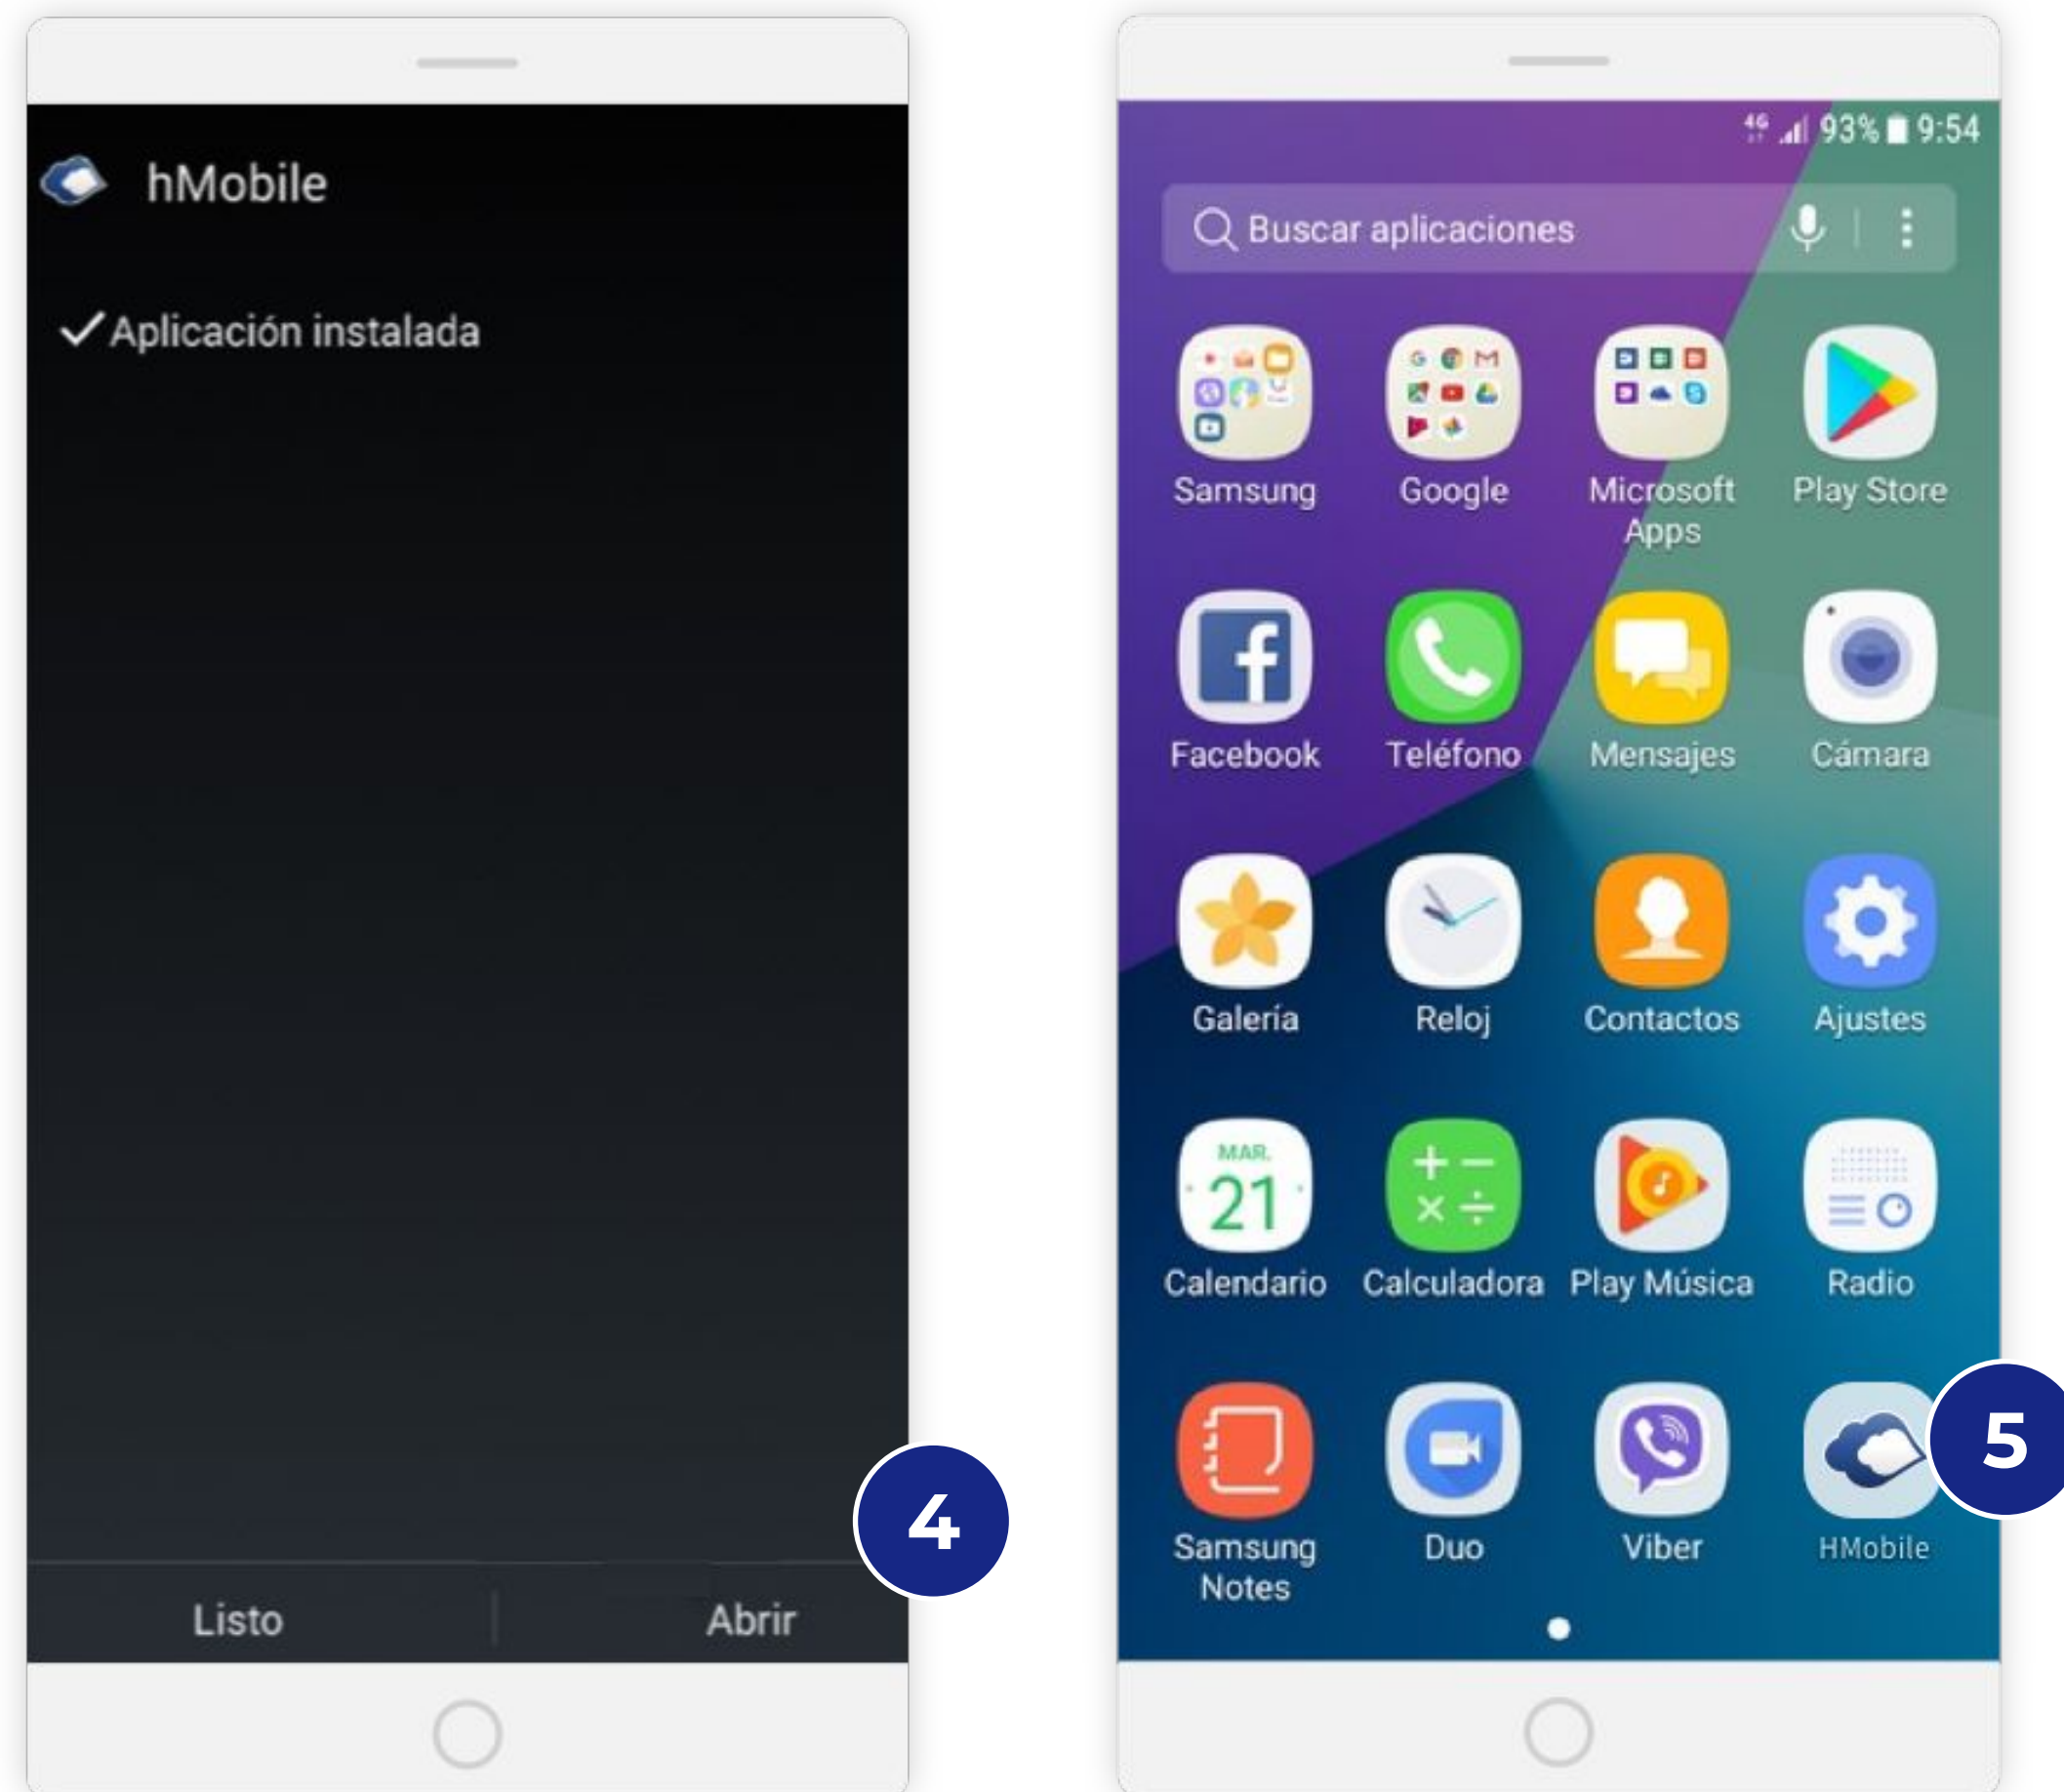 hMobile
Aplicación instalada
4
Listo
Abrir
4G 93% 9:54
Buscar aplicaciones
Samsung
Google
Microsoft
Apps
Play Store
Facebook
Teléfono
Mensajes
Cámara
Galería
Reloj
Contactos
Ajustes
MAR.
21
Calendario
Calculadora
Play Música
Radio
Samsung
Notes
Duo
Viber
HMobile
5